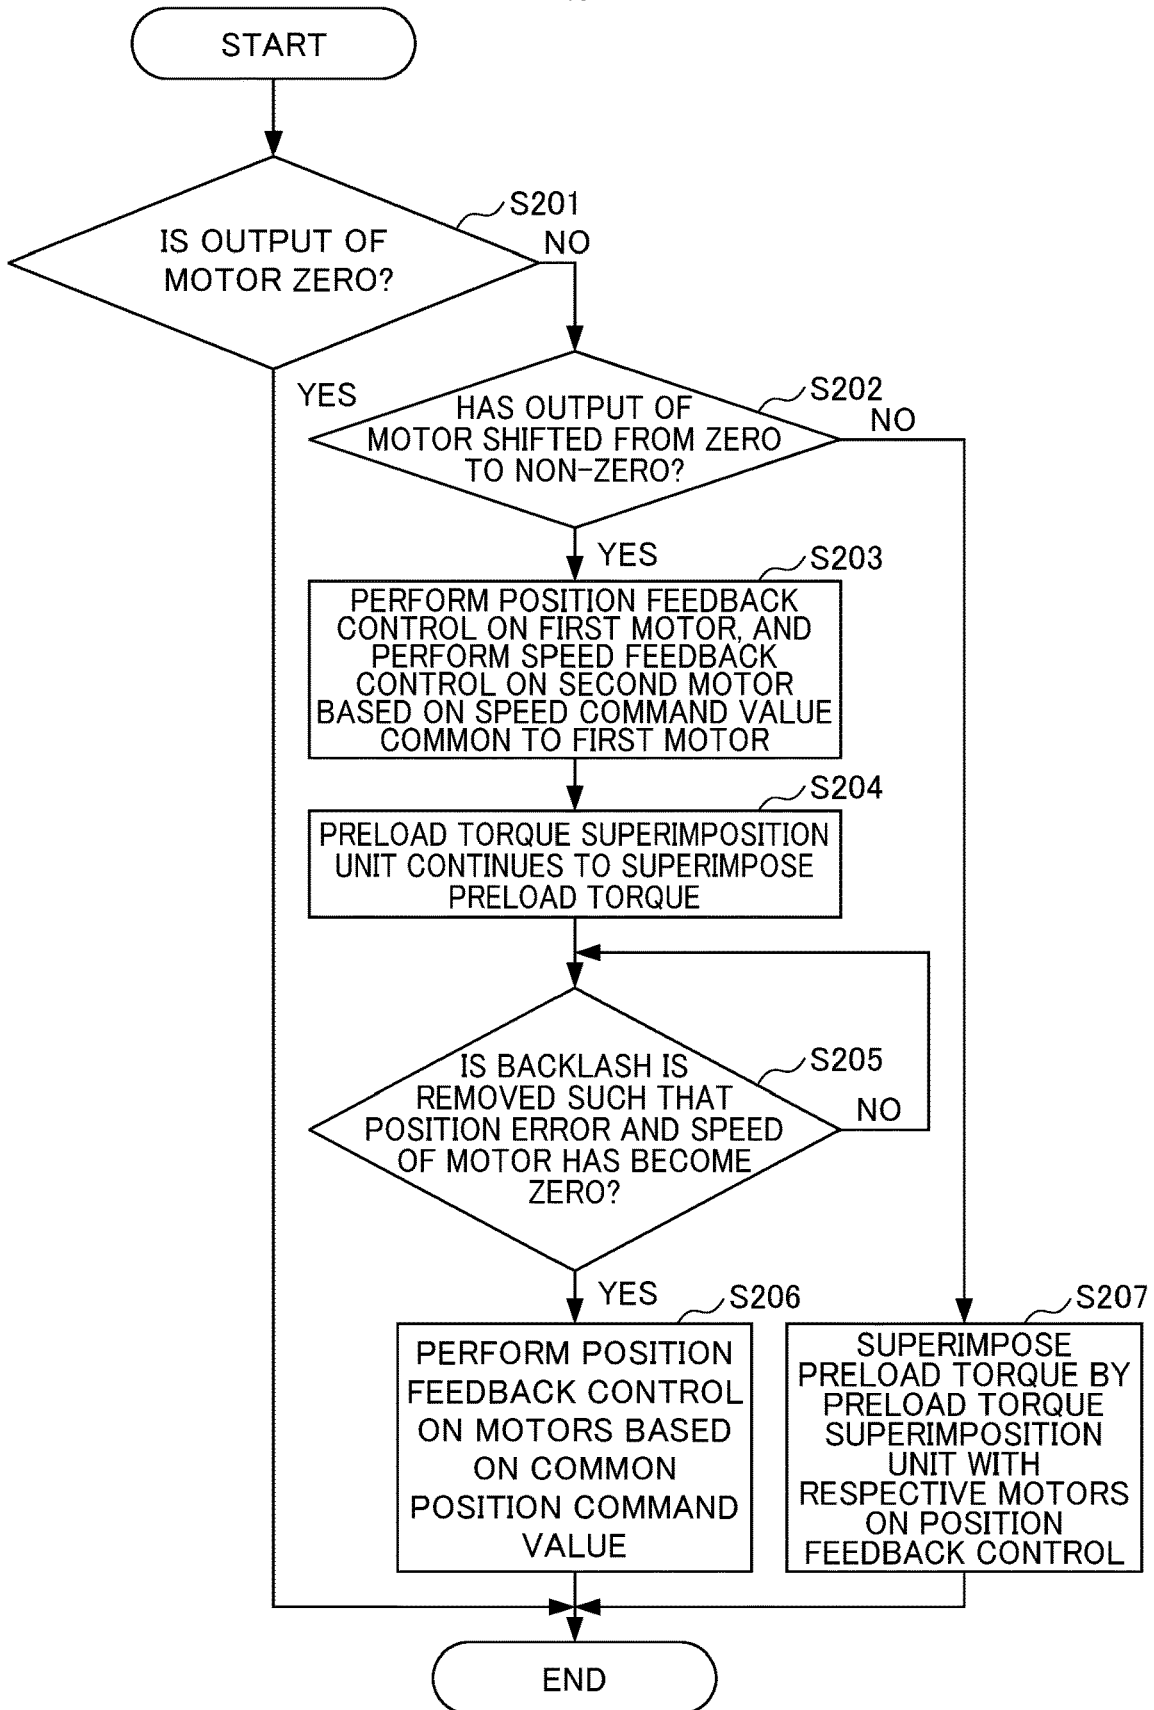 START
S201
IS OUTPUT OF
MOTOR ZERO?
NO
YES
S202
HAS OUTPUT OF
MOTOR SHIFTED FROM ZERO
TO NON-ZERO?
NO
YES
S203
PERFORM POSITION FEEDBACK
CONTROL ON FIRST MOTOR, AND
PERFORM SPEED FEEDBACK
CONTROL ON SECOND MOTOR
BASED ON SPEED COMMAND VALUE
COMMON TO FIRST MOTOR
S204
PRELOAD TORQUE SUPERIMPOSITION
UNIT CONTINUES TO SUPERIMPOSE
PRELOAD TORQUE
S205
IS BACKLASH IS
REMOVED SUCH THAT
POSITION ERROR AND SPEED
OF MOTOR HAS BECOME
ZERO?
NO
YES
S206
PERFORM POSITION
FEEDBACK CONTROL
ON MOTORS BASED
ON COMMON
POSITION COMMAND
VALUE
S207
SUPERIMPOSE
PRELOAD TORQUE BY
PRELOAD TORQUE
SUPERIMPOSITION
UNIT WITH
RESPECTIVE MOTORS
ON POSITION
FEEDBACK CONTROL
END